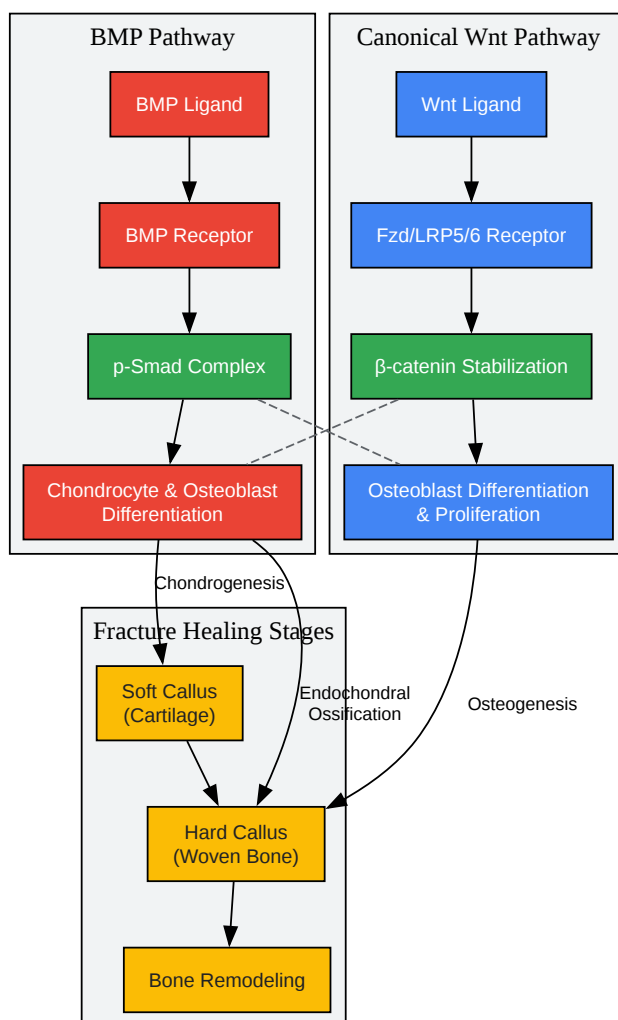 BMP Pathway
Canonical Wnt Pathway
BMP Ligand
Wnt Ligand
BMP Receptor
Fzd/LRP5/6 Receptor
p-Smad Complex
β-catenin Stabilization
Chondrocyte & Osteoblast
Differentiation
Osteoblast Differentiation
& Proliferation
Chondrogenesis
Fracture Healing Stages
Soft Callus
(Cartilage)
Endochondral
Ossification
Osteogenesis
Hard Callus
(Woven Bone)
Bone Remodeling